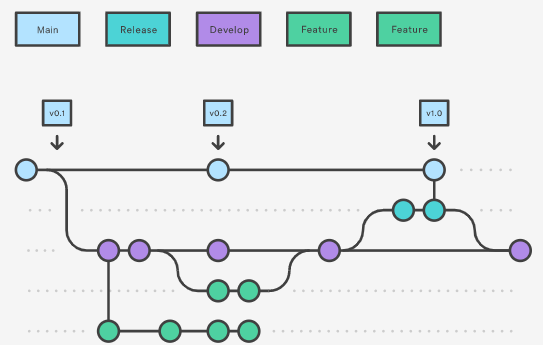 Main
Release
Develop
Feature
Feature
v0.1
v0.2
v1.0